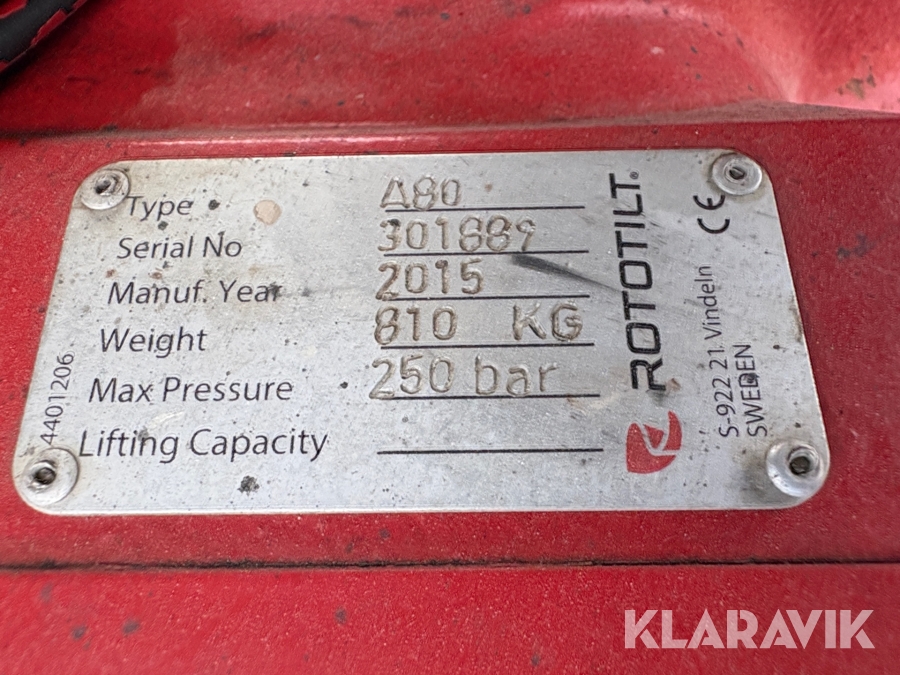 Type A80
Serial No 301889
Manuf. Year 2015
Weight 810 KG
Max Pressure 250 bar
Lifting Capacity
4401206
ROTOTILT®
CE
S-922 21 Vindeln
SWEDEN
KLARAVIK